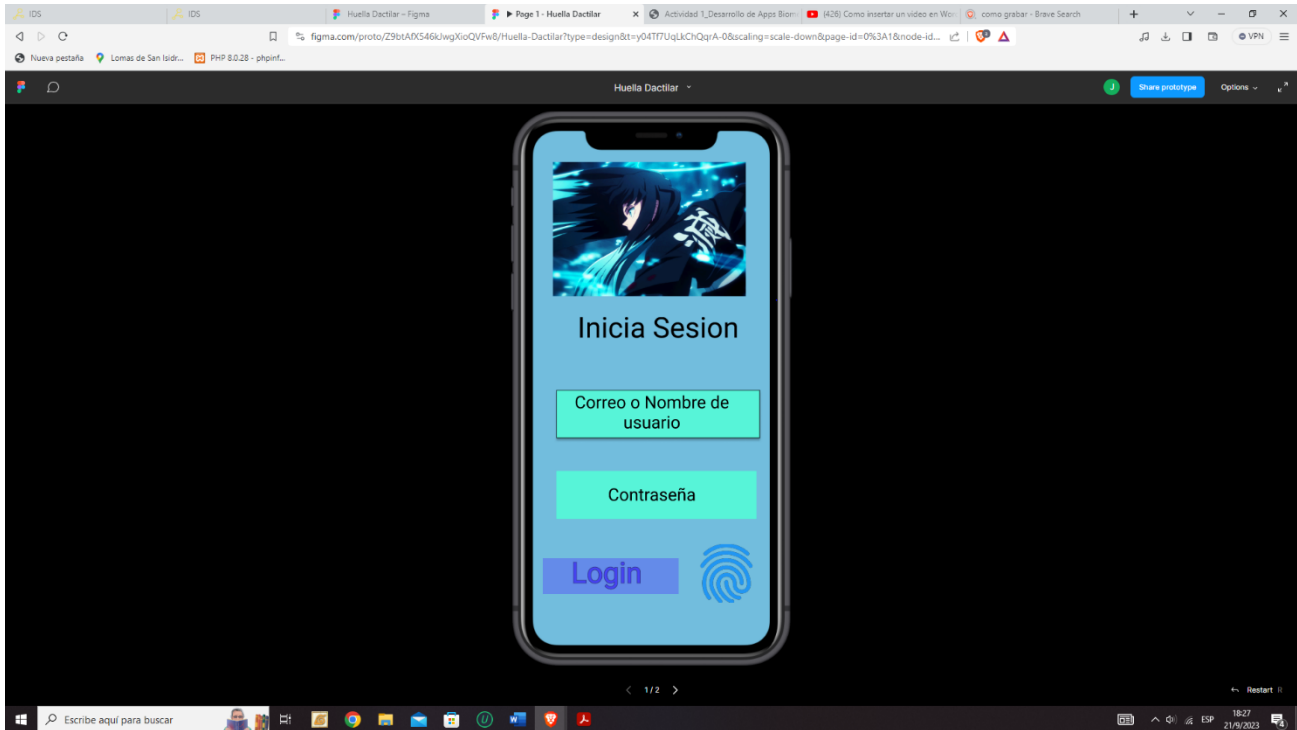 IDS
IDS
Huella Dactilar – Figma
▶ Page 1 - Huella Dactilar
Actividad 1_Desarrollo de Apps Biom
(426) Como insertar un video en Wor
como grabar - Brave Search
figma.com/proto/Z9btAfX546kJwgXioQVFw8/Huella-Dactilar?type=design&t=y04Tf7UqLkChQqrA-0&scaling=scale-down&page-id=0%3A1&node-id...
VPN
Nueva pestaña
Lomas de San Isidr...
PHP 8.0.28 - phpinf...
Huella Dactilar
J
Share prototype
Options
Inicia Sesion
Correo o Nombre de
usuario
Contraseña
Login
1/2
Restart R
Escribe aquí para buscar
ESP
18:27
21/9/2023